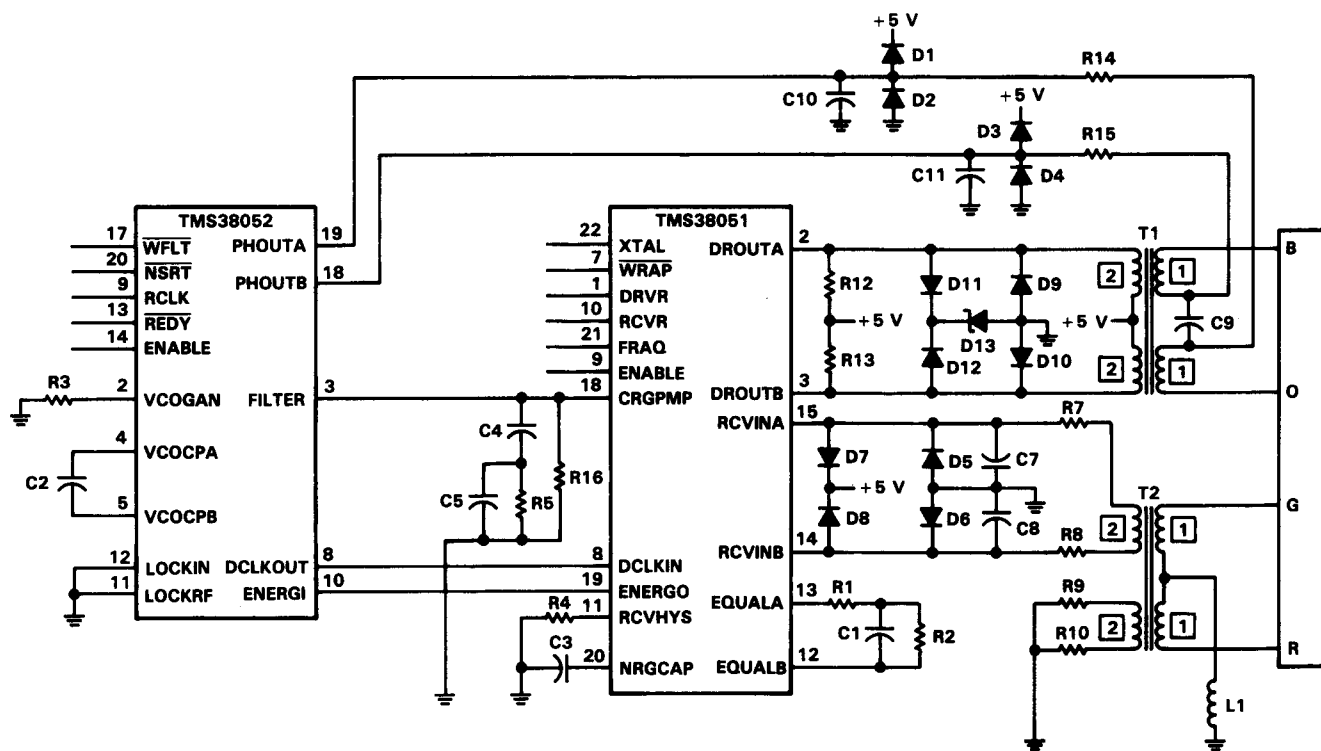 +5 V
D1
R14
C10
D2
+5 V
D3
R15
C11
D4
TMS38052
17 WFLT PHOUTA 19
20 NSRT PHOUTB 18
9 RCLK
13 REDY
14 ENABLE
R3 2 VCOGAN FILTER 3
4 VCOCPA
C2
5 VCOCPB
12 LOCKIN DCLKOUT 8
11 LOCKRF ENERGI 10
C4
C5
R5
R16
TMS38051
22 XTAL DROUTA 2
7 WRAP
1 DRVR
10 RCVR
21 FRAQ
9 ENABLE
18 CRGPMP DROUTB 3
RCVINA 15
RCVINB 14
8 DCLKIN
19 ENERGO EQUALA 13
R4 11 RCVHYS
C3 20 NRGCAP EQUALB 12
R12
+5 V
R13
D11
D9
D13
D12
D10
+5 V
T1
2
1
2
1
C9
B
O
D7
+5 V
D8
D5
D6
C7
C8
R7
R8
T2
2
1
G
R1
C1
R2
R9
R10
2
1
R
L1